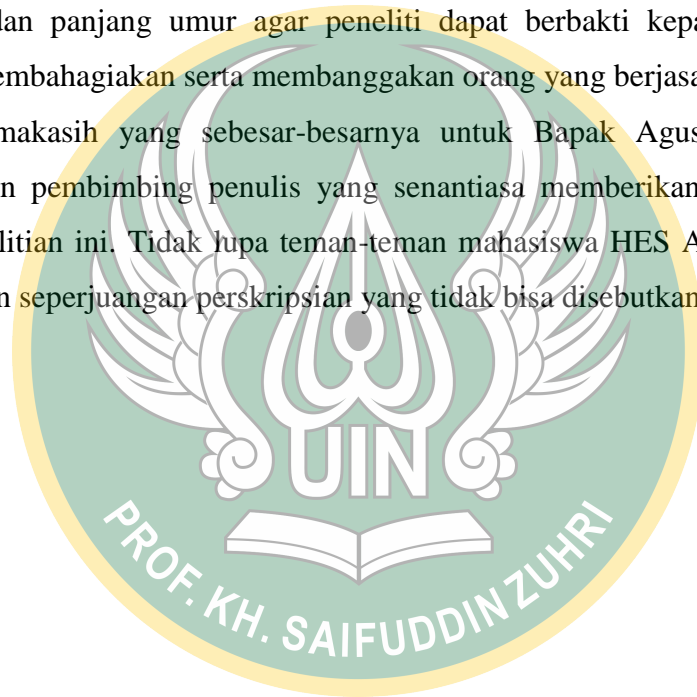 dan panjang umur agar peneliti dapat berbakti kepa
embahagiakan serta membanggakan orang yang berjasa
makasih yang sebesar-besarnya untuk Bapak Agus
n pembimbing penulis yang senantiasa memberikan
litian ini. Tidak lupa teman-teman mahasiswa HES A
n seperjuangan perskripsian yang tidak bisa disebutkan
UIN
PROF. KH. SAIFUDDIN ZUHRI